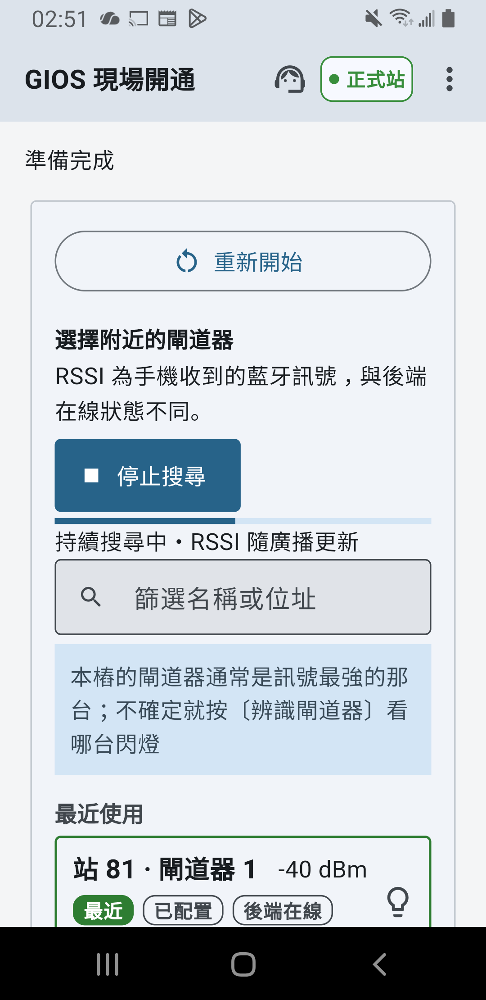 02:51
GIOS 現場開通
正式站
準備完成
重新開始
選擇附近的閘道器
RSSI 為手機收到的藍牙訊號，與後端
在線狀態不同。
停止搜尋
持續搜尋中・RSSI 隨廣播更新
篩選名稱或位址
本樁的閘道器通常是訊號最強的那
台；不確定就按〔辨識閘道器〕看
哪台閃燈
最近使用
站 81 · 閘道器 1 -40 dBm
最近 已配置 後端在線